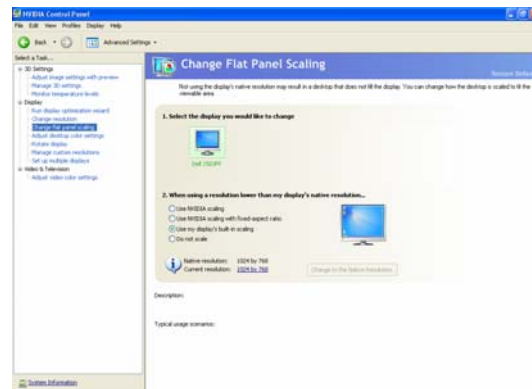 NVIDIA Control Panel
File Edit View Profiles Display Help
Back
Advanced Settings
Select a Task...
3D Settings
Adjust image settings with preview
Manage 3D settings
Monitor temperature levels
Display
Run display optimization wizard
Change resolution
Change flat panel scaling
Adjust desktop color settings
Rotate display
Manage custom resolutions
Set up multiple displays
Video & Television
Adjust video color settings
System Information
Change Flat Panel Scaling
Restore Defaul
Not using the display's native resolution may result in a desktop that does not fill the display. You can change how the desktop is scaled to fill the
viewable area.
1. Select the display you would like to change
Dell
2. When using a resolution lower than my display's native resolution...
Use NVIDIA scaling
Use NVIDIA scaling with fixed-aspect ratio
Use my display's built-in scaling
Do not scale
Native resolution: 1024 by 768
Current resolution: 1024 by 768
Change to the Native Resolution
Description:
Typical usage scenarios: